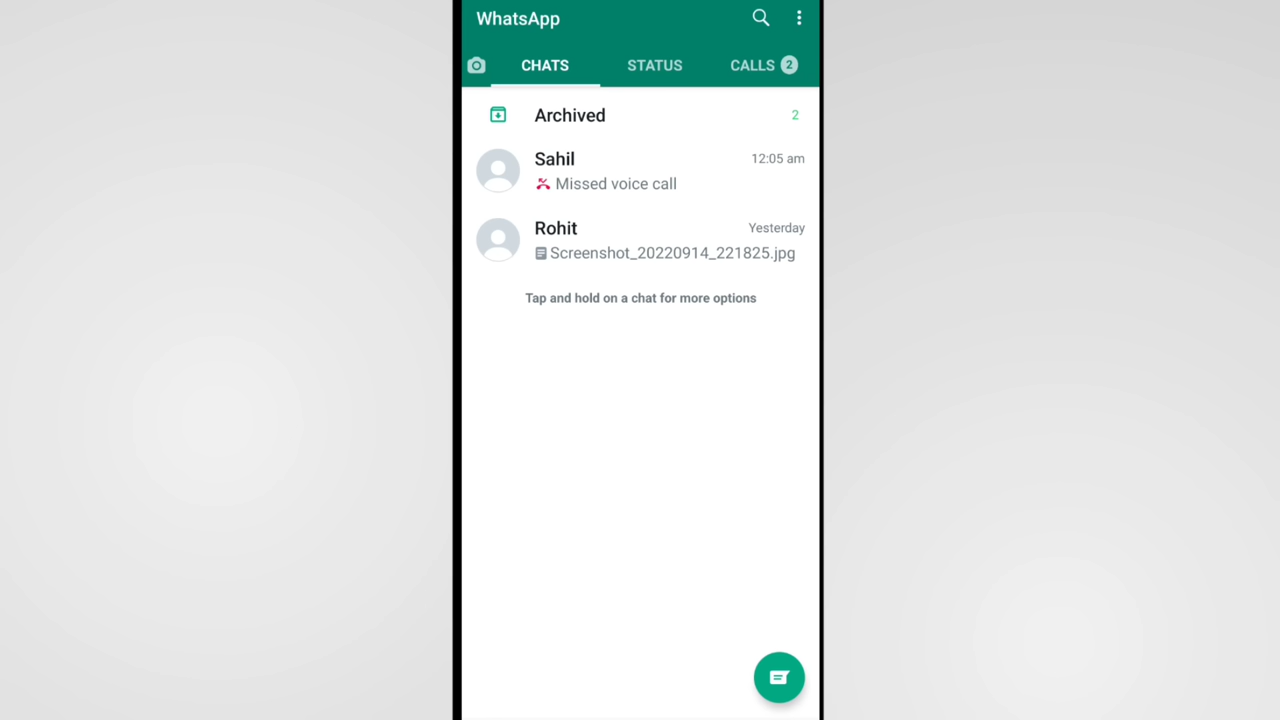 WhatsApp
CHATS STATUS CALLS 2
Archived 2
Sahil 12:05 am
Missed voice call
Rohit Yesterday
Screenshot_20220914_221825.jpg
Tap and hold on a chat for more options